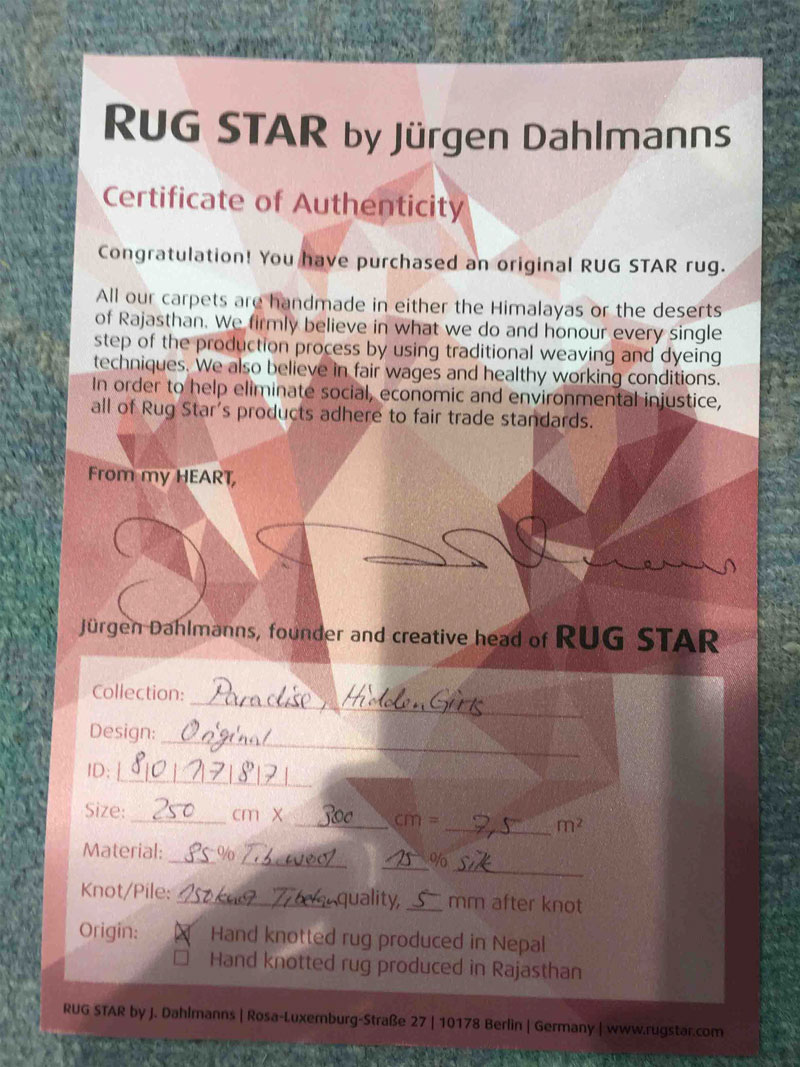 RUG STAR by Jürgen Dahlmanns
Certificate of Authenticity
Congratulation! You have purchased an original RUG STAR rug.
All our carpets are handmade in either the Himalayas or the deserts
of Rajasthan. We firmly believe in what we do and honour every single
step of the production process by using traditional weaving and dyeing
techniques. We also believe in fair wages and healthy working conditions.
In order to help eliminate social, economic and environmental injustice,
all of Rug Star's products adhere to fair trade standards.
From my HEART,
Jürgen Dahlmanns, founder and creative head of RUG STAR
Collection: Paradise, Hidden Girls
Design: Original
ID: |8|0|1|7|8|7|
Size: 250 cm X 300 cm = 7,5 m²
Material: 85% Tib. wool 15% silk
Knot/Pile: Tibetan quality, 5 mm after knot
Origin: ☒ Hand knotted rug produced in Nepal
☐ Hand knotted rug produced in Rajasthan
RUG STAR by J. Dahlmanns | Rosa-Luxemburg-Straße 27 | 10178 Berlin | Germany | www.rugstar.com